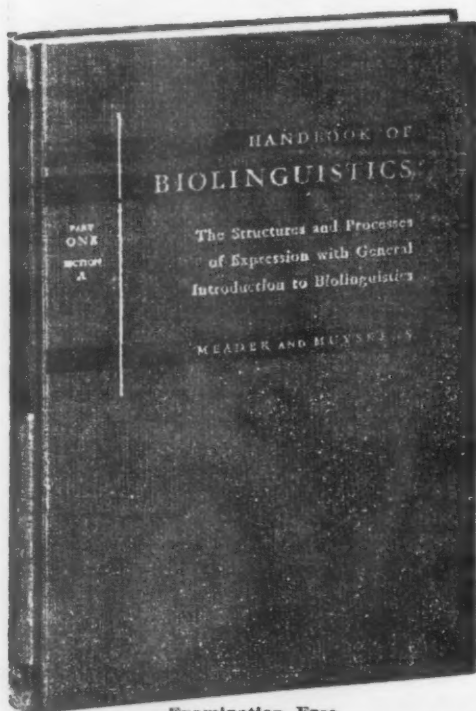 HANDBOOK OF
BIOLINGUISTICS
PART
ONE
SECTION
A
The Structures and Processes
of Expression with General
Introduction to Biolinguistics
MEADER AND MUYSKENS
Examination Free